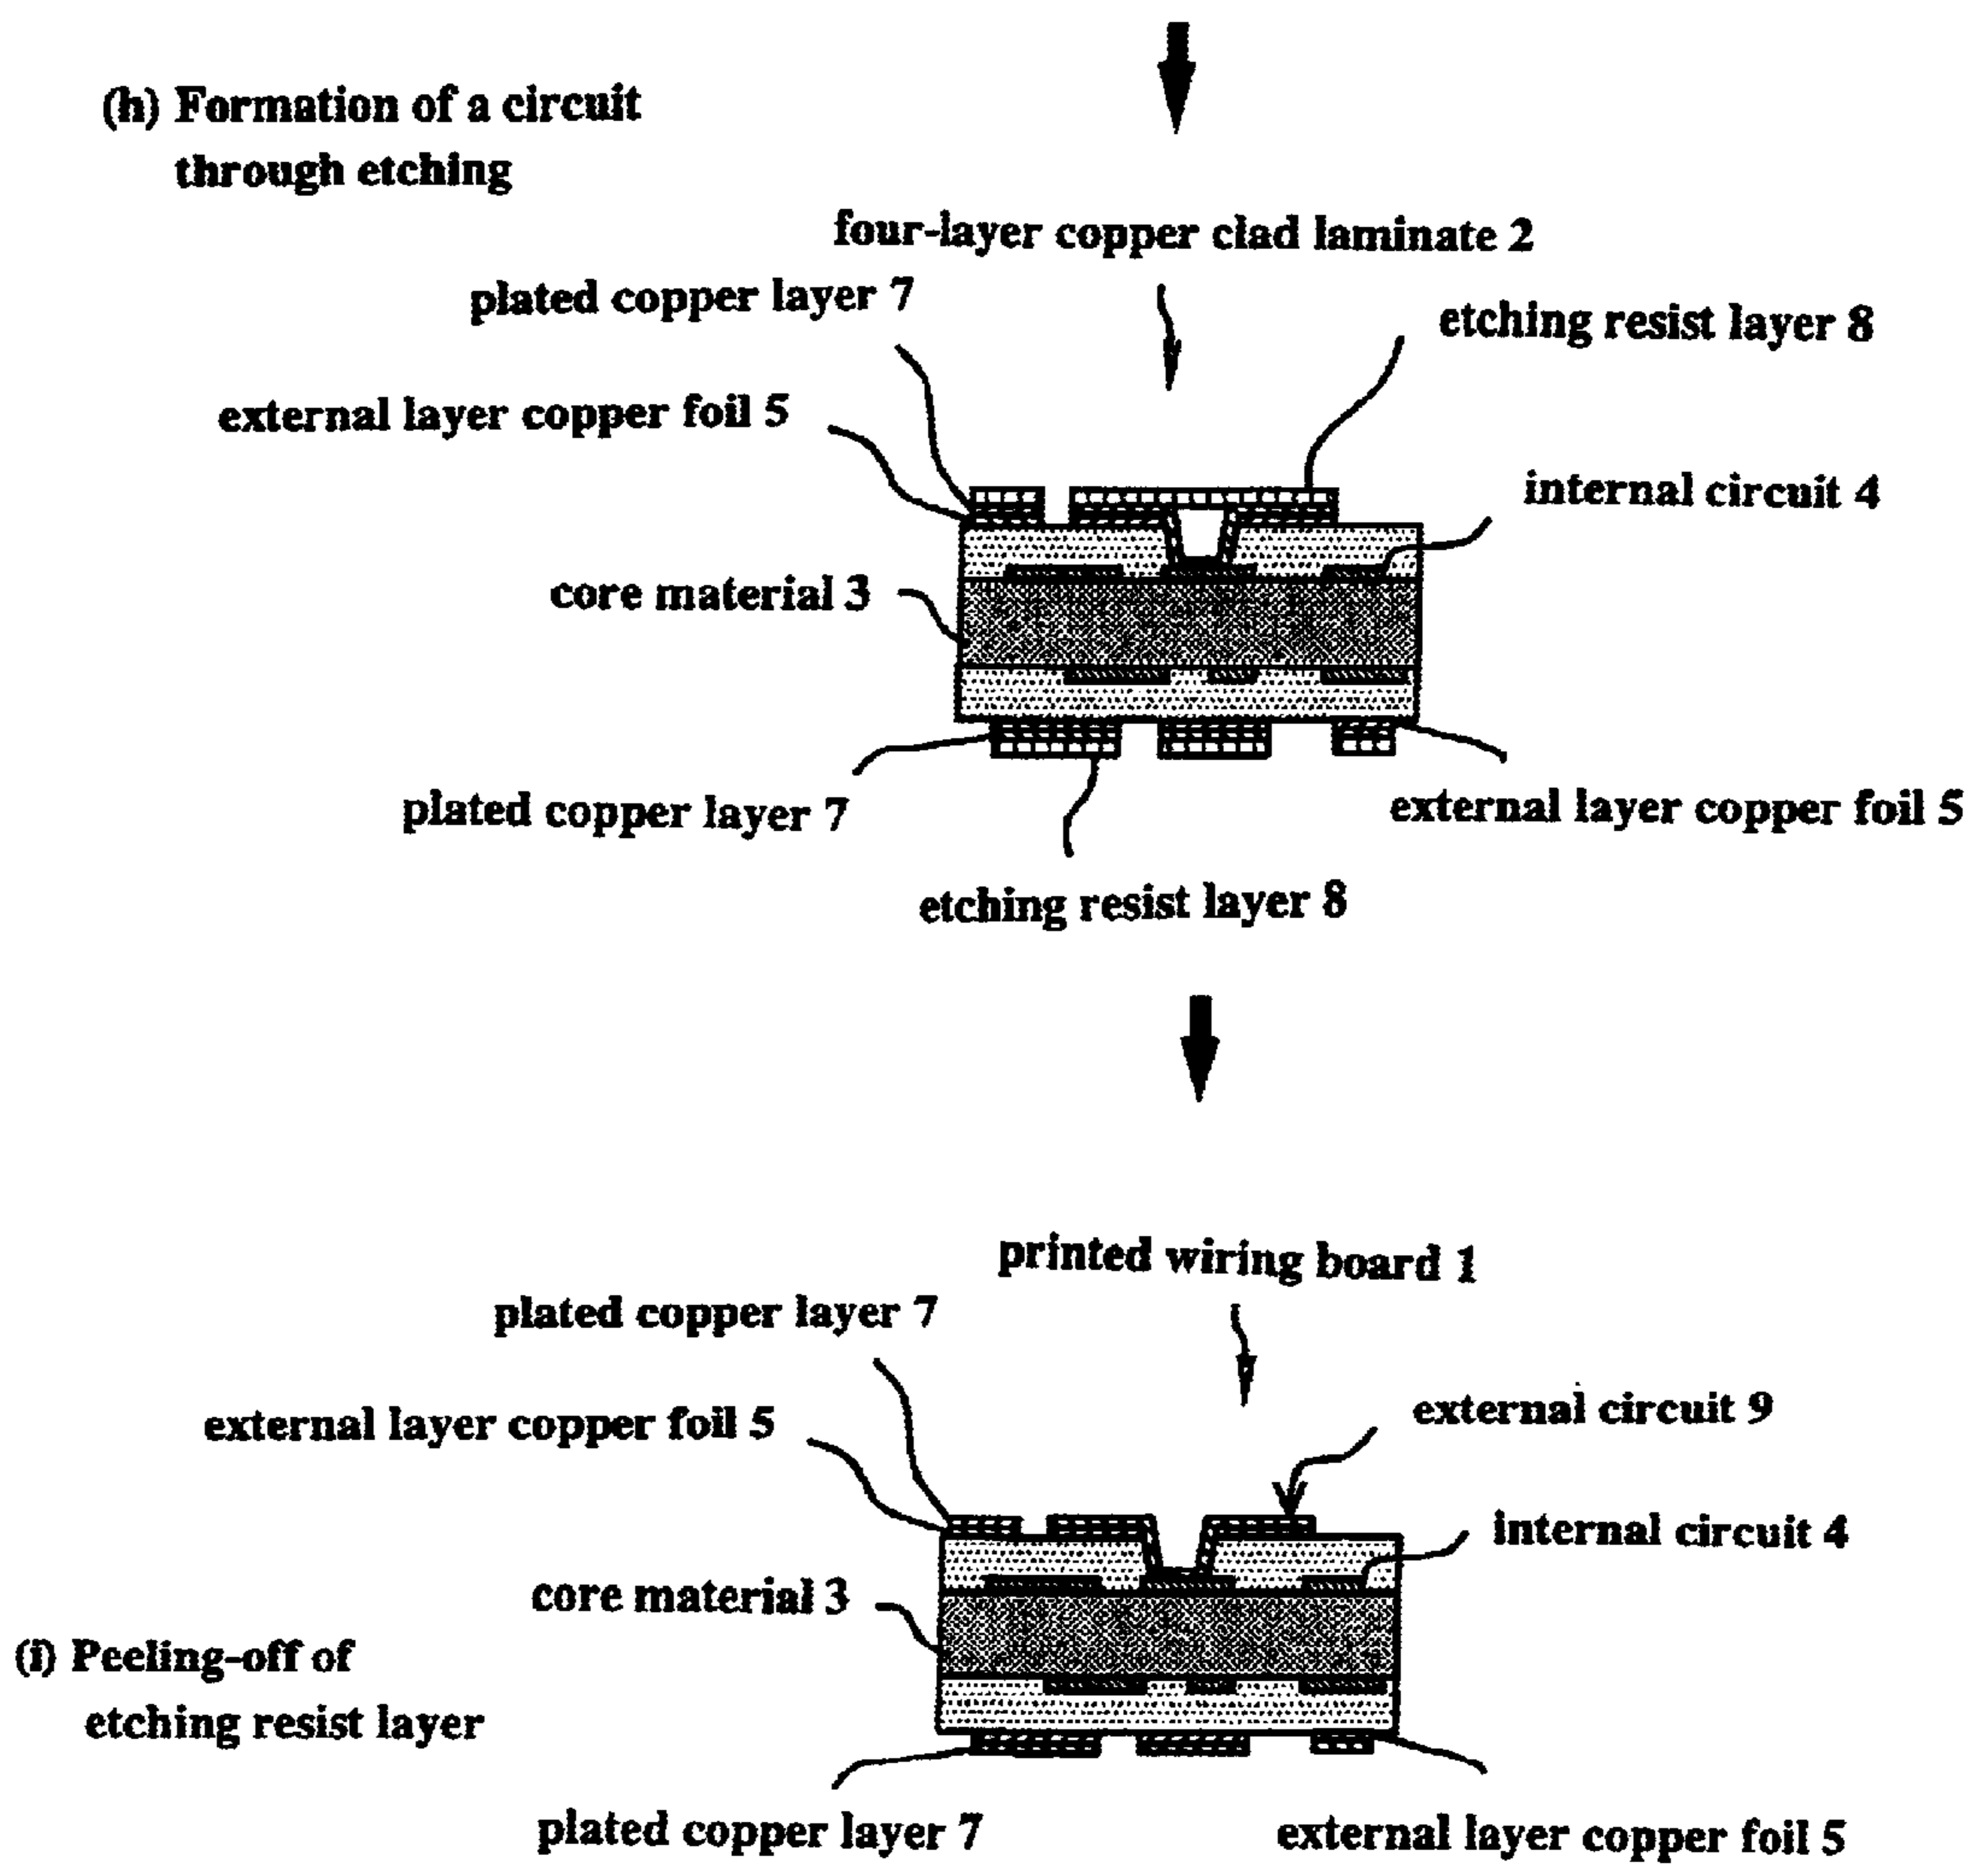 (h) Formation of a circuit
through etching
four-layer copper clad laminate 2
plated copper layer 7
etching resist layer 8
external layer copper foil 5
internal circuit 4
core material 3
plated copper layer 7
external layer copper foil 5
etching resist layer 8
printed wiring board 1
plated copper layer 7
external circuit 9
external layer copper foil 5
internal circuit 4
core material 3
(i) Peeling-off of
etching resist layer
plated copper layer 7
external layer copper foil 5